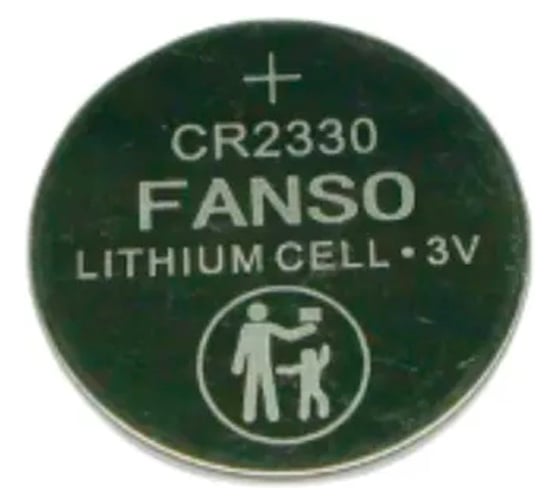 +
CR2330
FANSO
LITHIUM CELL • 3V